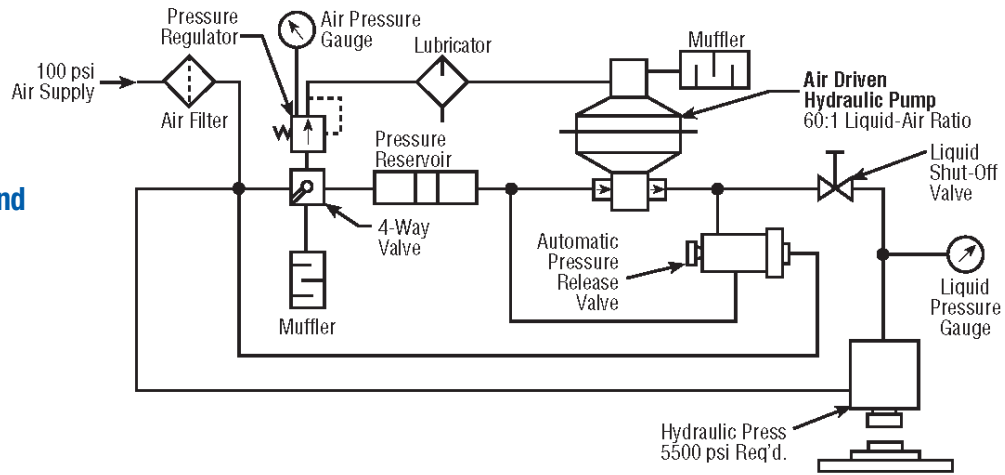 Pressure
Regulator
Air Pressure
Gauge
Lubricator
Muffler
100 psi
Air Supply
Air Filter
Air Driven
Hydraulic Pump
60:1 Liquid-Air Ratio
Pressure
Reservoir
Liquid
Shut-Off
Valve
nd
4-Way
Valve
Automatic
Pressure
Release
Valve
Muffler
Liquid
Pressure
Gauge
Hydraulic Press
5500 psi Req'd.